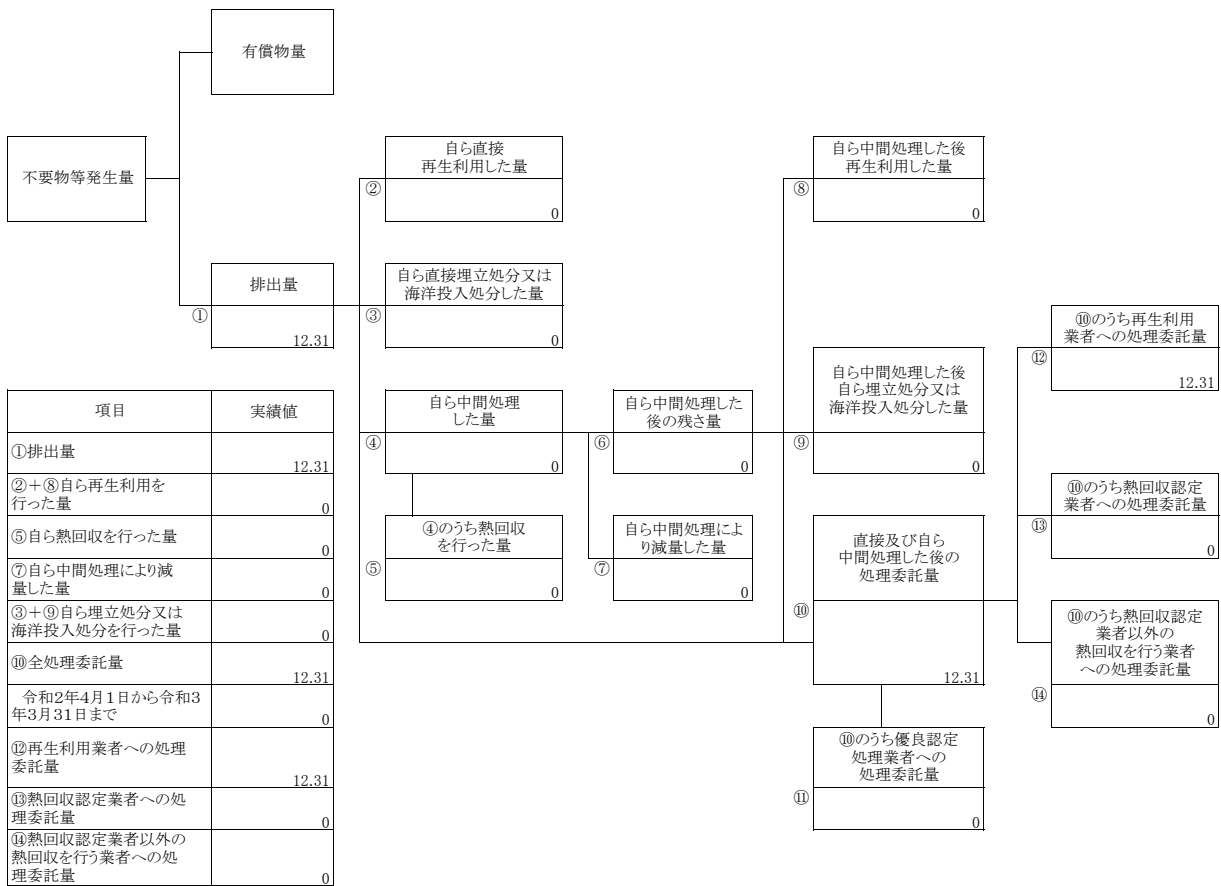 有償物量
不要物等発生量
自ら直接
再生利用した量
②
0
自ら中間処理した後
再生利用した量
⑧
0
排出量
①
12.31
自ら直接埋立処分又は
海洋投入処分した量
③
0
⑩のうち再生利用
業者への処理委託量
⑫
12.31
自ら中間処理
した量
④
0
自ら中間処理した
後の残さ量
⑥
0
自ら中間処理した後
自ら埋立処分又は
海洋投入処分した量
⑨
0
⑩のうち熱回収認定
業者への処理委託量
⑬
0
④のうち熱回収
を行った量
⑤
0
自ら中間処理によ
り減量した量
⑦
0
直接及び自ら
中間処理した後の
処理委託量
⑩
12.31
⑩のうち熱回収認定
業者以外の
熱回収を行う業者
への処理委託量
⑭
0
⑩のうち優良認定
処理業者への
処理委託量
⑪
0
項目 実績値
①排出量
12.31
②+⑧自ら再生利用を
行った量
0
⑤自ら熱回収を行った量
0
⑦自ら中間処理により減
量した量
0
③+⑨自ら埋立処分又は
海洋投入処分を行った量
0
⑩全処理委託量
12.31
令和2年4月1日から令和3
年3月31日まで
0
⑫再生利用業者への処理
委託量
12.31
⑬熱回収認定業者への処
理委託量
0
⑭熱回収認定業者以外の
熱回収を行う業者への処
理委託量
0